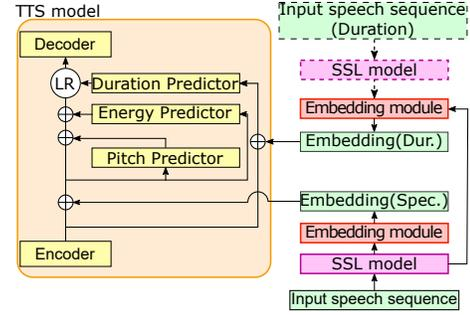 TTS model
Decoder
LR
Duration Predictor
Energy Predictor
Pitch Predictor
Encoder
Input speech sequence
(Duration)
SSL model
Embedding module
Embedding(Dur.)
Embedding(Spec.)
Embedding module
SSL model
Input speech sequence